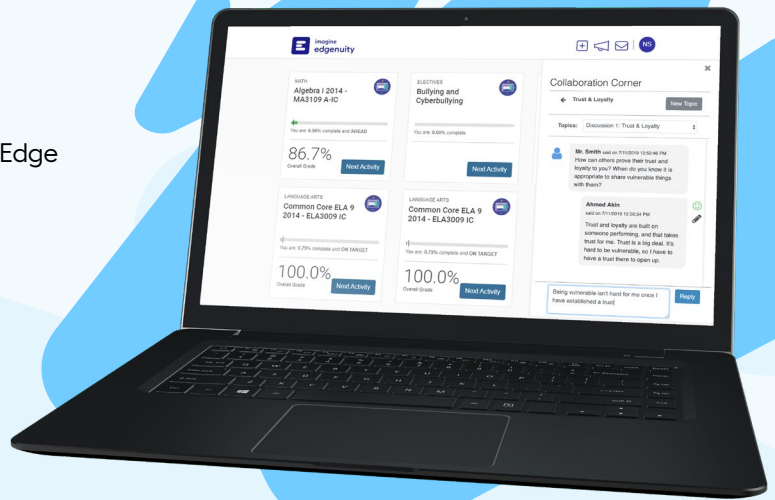 Edge
imagine
edgenuity
NS
MATH
Algebra I 2014 -
MA3109 A-IC
You are: 6.56% complete and AHEAD
86.7%
Overall Grade
Next Activity
ELECTIVES
Bullying and
Cyberbullying
You are: 0.00% complete
Next Activity
LANGUAGE ARTS
Common Core ELA 9
2014 - ELA3009 IC
You are: 0.75% complete and ON TARGET
100.0%
Overall Grade
Next Activity
LANGUAGE ARTS
Common Core ELA 9
2014 - ELA3009 IC
You are: 0.75% complete and ON TARGET
100.0%
Overall Grade
Next Activity
Collaboration Corner
Trust & Loyalty
New Topic
Topics: Discussion 1: Trust & Loyalty
Mr. Smith said on 7/11/2019 12:50:46 PM
How can others prove their trust and
loyalty to you? When do you know it is
appropriate to share vulnerable things
with them?
Ahmed Akin
said on 7/11/2019 12:50:54 PM
Trust and loyalty are built on
someone performing, and that takes
trust for me. Trust is a big deal. It's
hard to be vulnerable, so I have to
have a trust there to open up.
Being vulnerable isn't hard for me once I
have established a trust
Reply